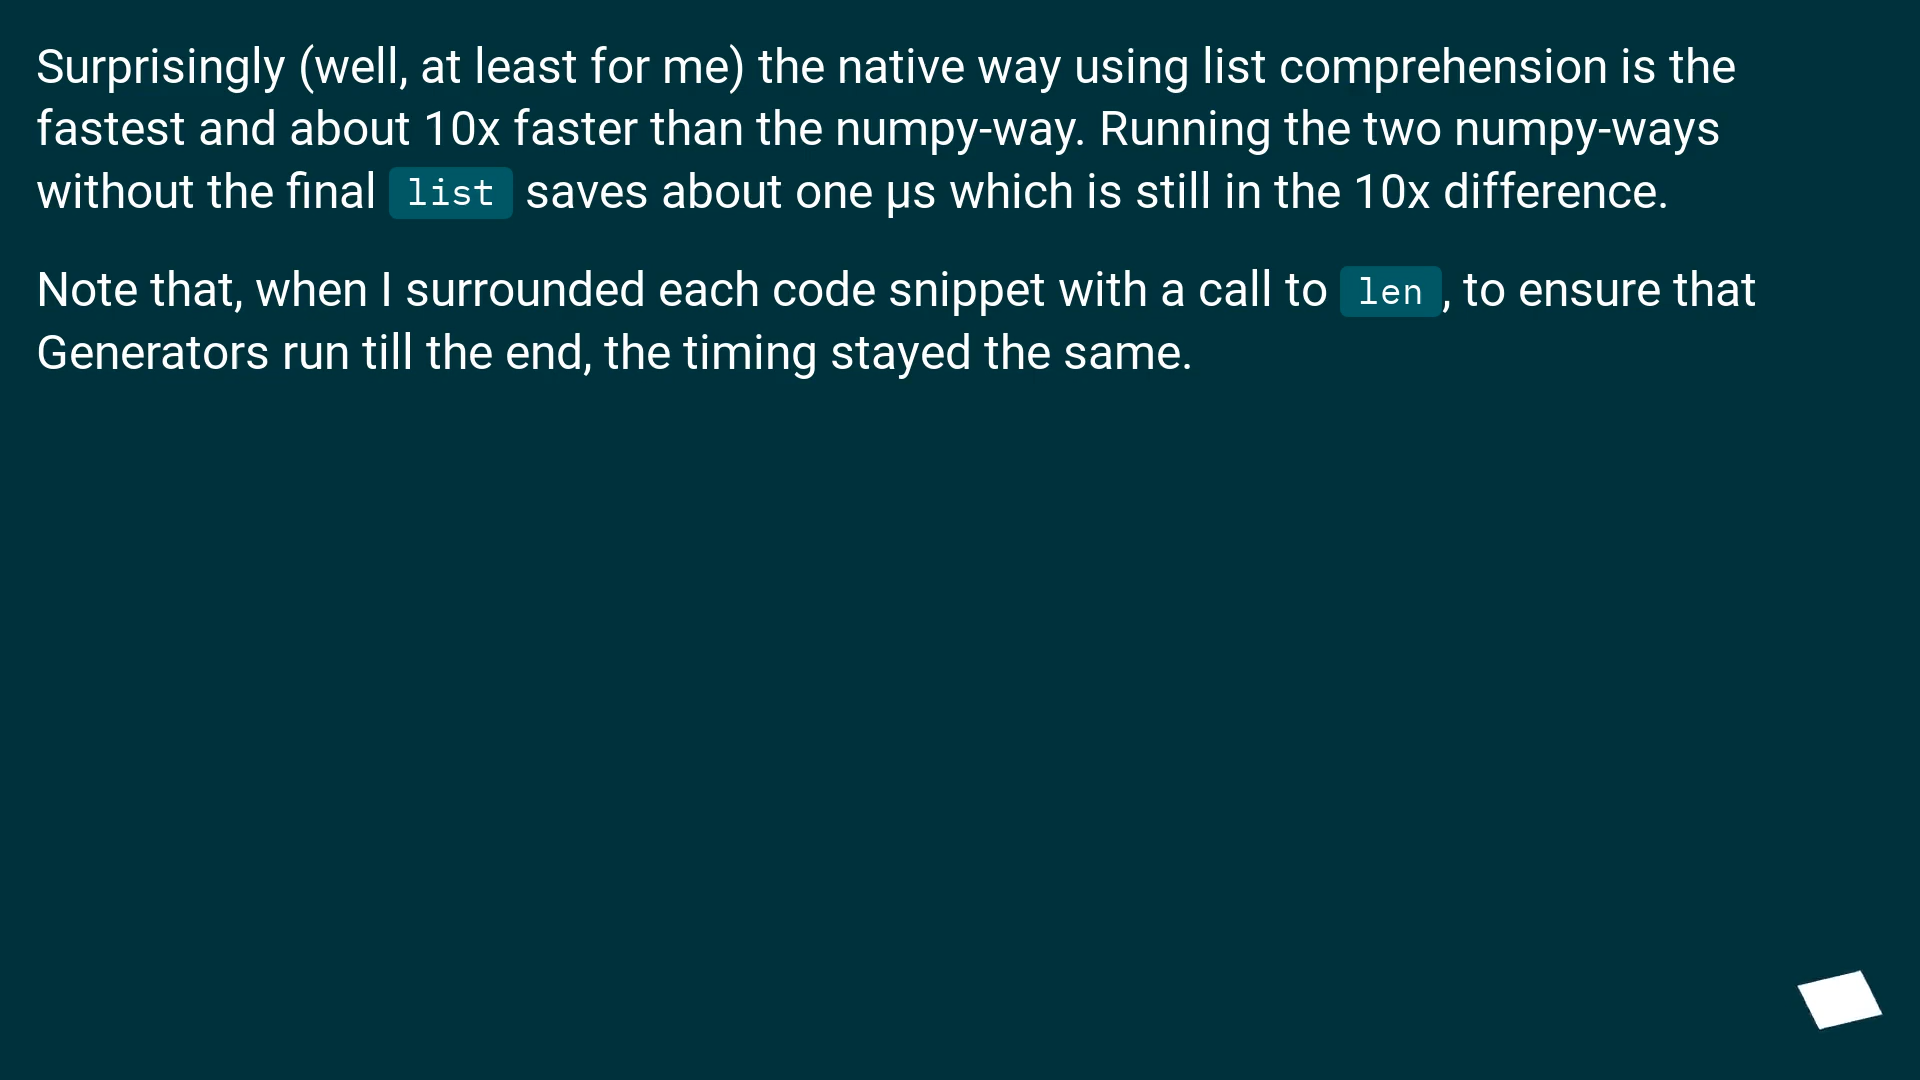 Surprisingly (well, at least for me) the native way using list comprehension is the
fastest and about 10x faster than the numpy-way. Running the two numpy-ways
without the final list saves about one µs which is still in the 10x difference.
Note that, when I surrounded each code snippet with a call to len, to ensure that
Generators run till the end, the timing stayed the same.